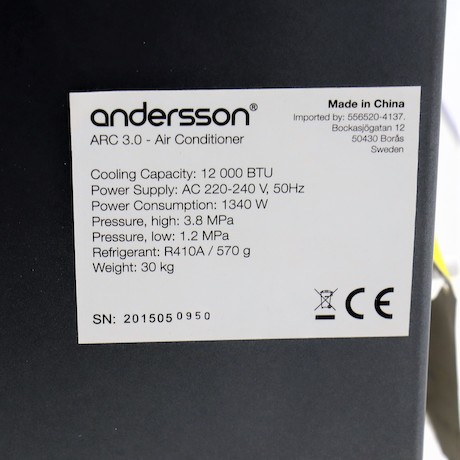 andersson®
ARC 3.0 - Air Conditioner
Made in China
Imported by: 556520-4137.
Bockasjögatan 12
50430 Borås
Sweden
Cooling Capacity: 12 000 BTU
Power Supply: AC 220-240 V, 50Hz
Power Consumption: 1340 W
Pressure, high: 3.8 MPa
Pressure, low: 1.2 MPa
Refrigerant: R410A / 570 g
Weight: 30 kg
SN: 2015050950
CE